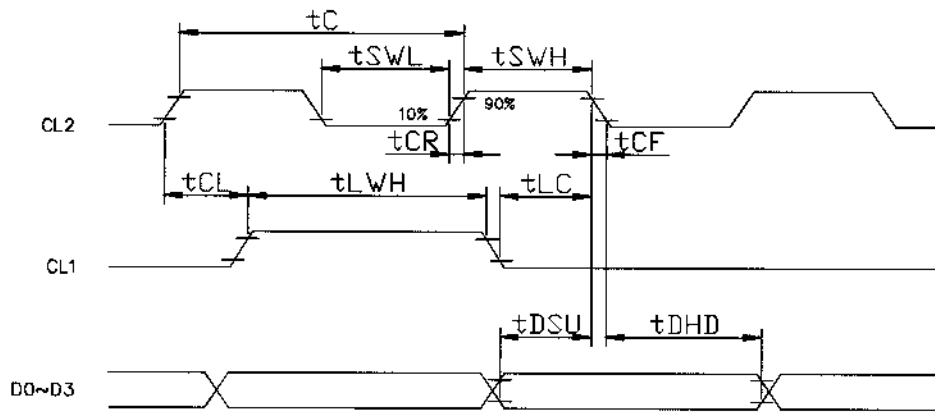 tC
tSWL tSWH
10% 90%
CL2
tCR tCF
tCL tLWH tLC
CL1
tDSU tDHD
D0~D3